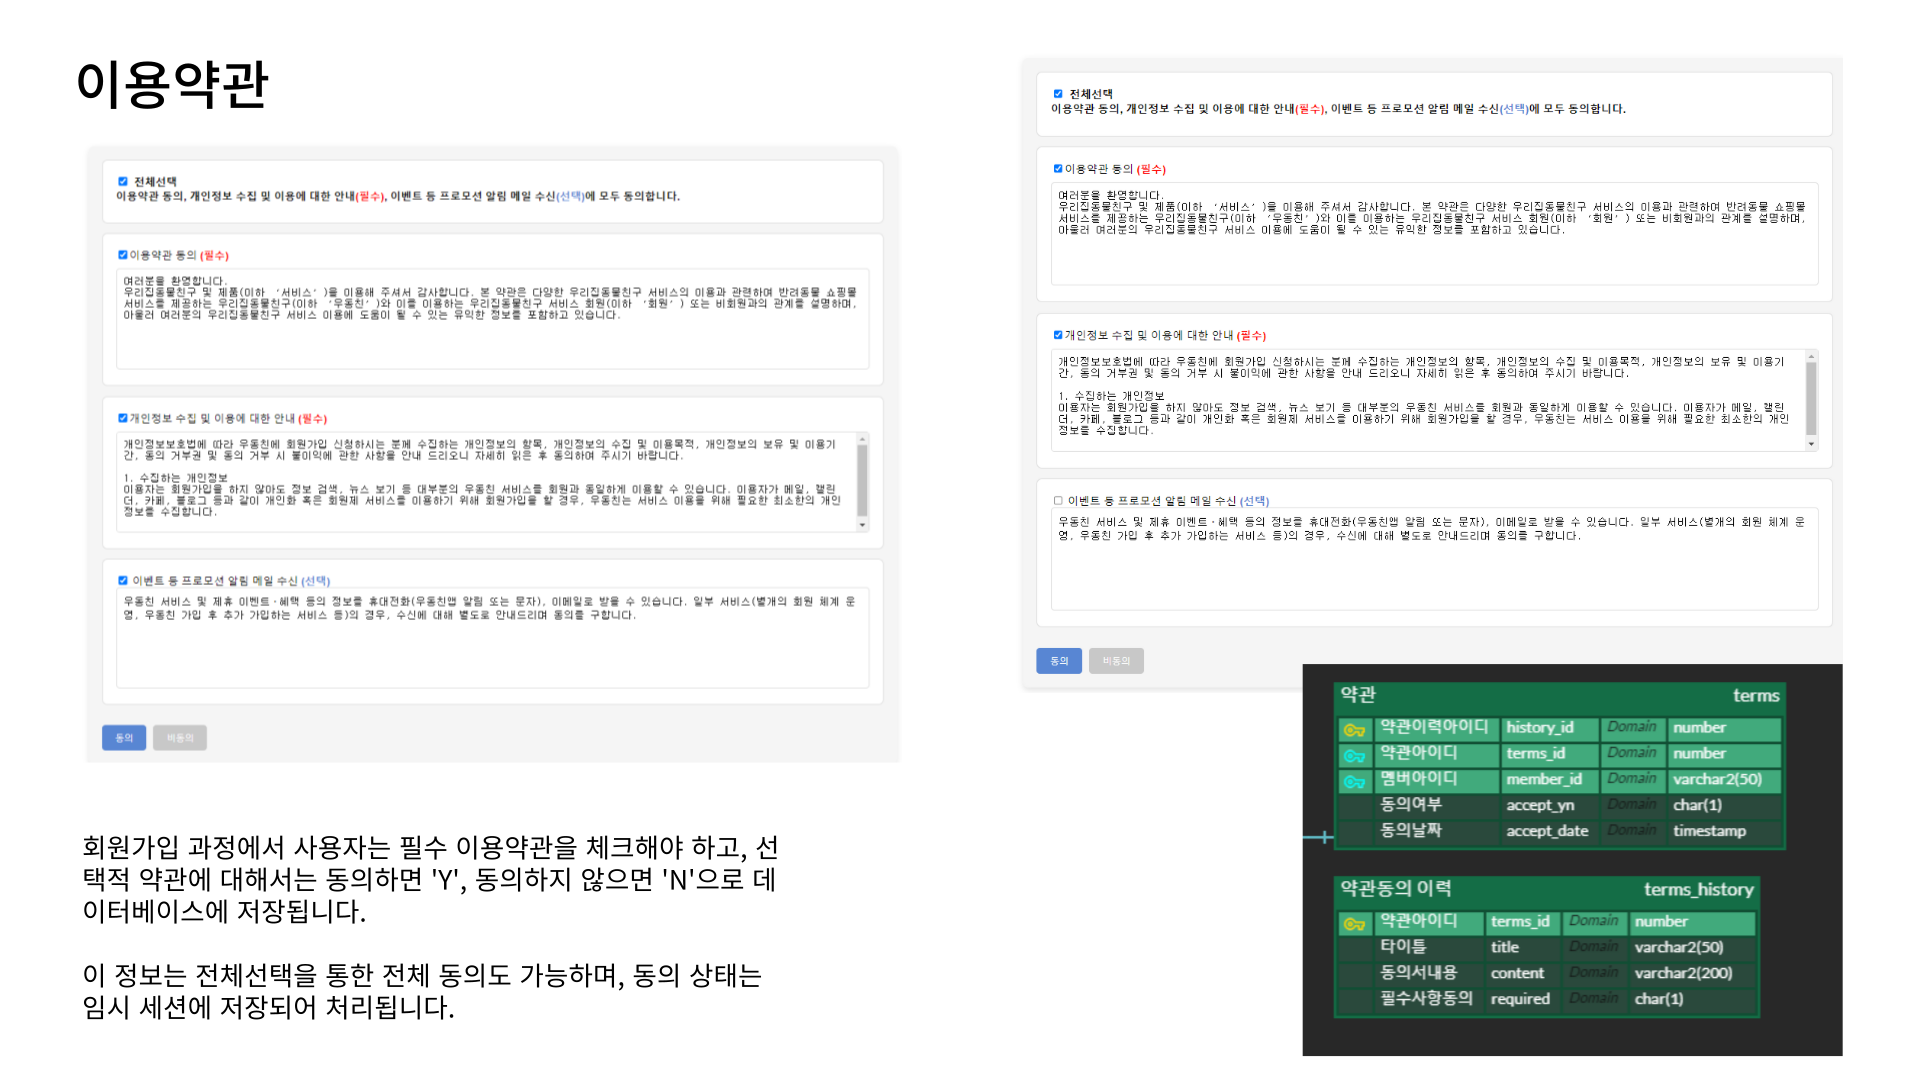 이용약관
전체선택
이용약관 동의, 개인정보 수집 및 이용에 대한 안내(필수), 이벤트 등 프로모션 알림 메일 수신(선택)에 모두 동의합니다.
이용약관 동의 (필수)
여러분을 환영합니다.
우리집동물친구 및 제품(이하 ‘서비스’)을 이용해 주셔서 감사합니다. 본 약관은 다양한 우리집동물친구 서비스의 이용과 관련하여 반려동물 쇼핑몰
서비스를 제공하는 우리집동물친구(이하 ‘우동친’)와 이를 이용하는 우리집동물친구 서비스 회원(이하 ‘회원’) 또는 비회원과의 관계를 설명하며,
아울러 여러분의 우리집동물친구 서비스 이용에 도움이 될 수 있는 유익한 정보를 포함하고 있습니다.
개인정보 수집 및 이용에 대한 안내 (필수)
개인정보보호법에 따라 우동친에 회원가입 신청하시는 분께 수집하는 개인정보의 항목, 개인정보의 수집 및 이용목적, 개인정보의 보유 및 이용기
간, 동의 거부권 및 동의 거부 시 불이익에 관한 사항을 안내 드리오니 자세히 읽은 후 동의하여 주시기 바랍니다.
1. 수집하는 개인정보
이용자는 회원가입을 하지 않아도 정보 검색, 뉴스 보기 등 대부분의 우동친 서비스를 회원과 동일하게 이용할 수 있습니다. 이용자가 메일, 캘린
더, 카페, 블로그 등과 같이 개인화 혹은 회원제 서비스를 이용하기 위해 회원가입을 할 경우, 우동친는 서비스 이용을 위해 필요한 최소한의 개인
정보를 수집합니다.
이벤트 등 프로모션 알림 메일 수신 (선택)
우동친 서비스 및 제휴 이벤트·혜택 등의 정보를 휴대전화(우동친앱 알림 또는 문자), 이메일로 받을 수 있습니다. 일부 서비스(별개의 회원 체계 운
영, 우동친 가입 후 추가 가입하는 서비스 등)의 경우, 수신에 대해 별도로 안내드리며 동의를 구합니다.
동의 비동의
회원가입 과정에서 사용자는 필수 이용약관을 체크해야 하고, 선
택적 약관에 대해서는 동의하면 'Y', 동의하지 않으면 'N'으로 데
이터베이스에 저장됩니다.
이 정보는 전체선택을 통한 전체 동의도 가능하며, 동의 상태는
임시 세션에 저장되어 처리됩니다.
전체선택
이용약관 동의, 개인정보 수집 및 이용에 대한 안내(필수), 이벤트 등 프로모션 알림 메일 수신(선택)에 모두 동의합니다.
이용약관 동의 (필수)
여러분을 환영합니다.
우리집동물친구 및 제품(이하 ‘서비스’)을 이용해 주셔서 감사합니다. 본 약관은 다양한 우리집동물친구 서비스의 이용과 관련하여 반려동물 쇼핑몰
서비스를 제공하는 우리집동물친구(이하 ‘우동친’)와 이를 이용하는 우리집동물친구 서비스 회원(이하 ‘회원’) 또는 비회원과의 관계를 설명하며,
아울러 여러분의 우리집동물친구 서비스 이용에 도움이 될 수 있는 유익한 정보를 포함하고 있습니다.
개인정보 수집 및 이용에 대한 안내 (필수)
개인정보보호법에 따라 우동친에 회원가입 신청하시는 분께 수집하는 개인정보의 항목, 개인정보의 수집 및 이용목적, 개인정보의 보유 및 이용기
간, 동의 거부권 및 동의 거부 시 불이익에 관한 사항을 안내 드리오니 자세히 읽은 후 동의하여 주시기 바랍니다.
1. 수집하는 개인정보
이용자는 회원가입을 하지 않아도 정보 검색, 뉴스 보기 등 대부분의 우동친 서비스를 회원과 동일하게 이용할 수 있습니다. 이용자가 메일, 캘린
더, 카페, 블로그 등과 같이 개인화 혹은 회원제 서비스를 이용하기 위해 회원가입을 할 경우, 우동친는 서비스 이용을 위해 필요한 최소한의 개인
정보를 수집합니다.
이벤트 등 프로모션 알림 메일 수신 (선택)
우동친 서비스 및 제휴 이벤트·혜택 등의 정보를 휴대전화(우동친앱 알림 또는 문자), 이메일로 받을 수 있습니다. 일부 서비스(별개의 회원 체계 운
영, 우동친 가입 후 추가 가입하는 서비스 등)의 경우, 수신에 대해 별도로 안내드리며 동의를 구합니다.
동의 비동의
약관 terms
약관이력아이디 history_id Domain number
약관아이디 terms_id Domain number
멤버아이디 member_id Domain varchar2(50)
동의여부 accept_yn Domain char(1)
동의날짜 accept_date Domain timestamp
약관동의 이력 terms_history
약관아이디 terms_id Domain number
타이틀 title Domain varchar2(50)
동의서내용 content Domain varchar2(200)
필수사항동의 required Domain char(1)